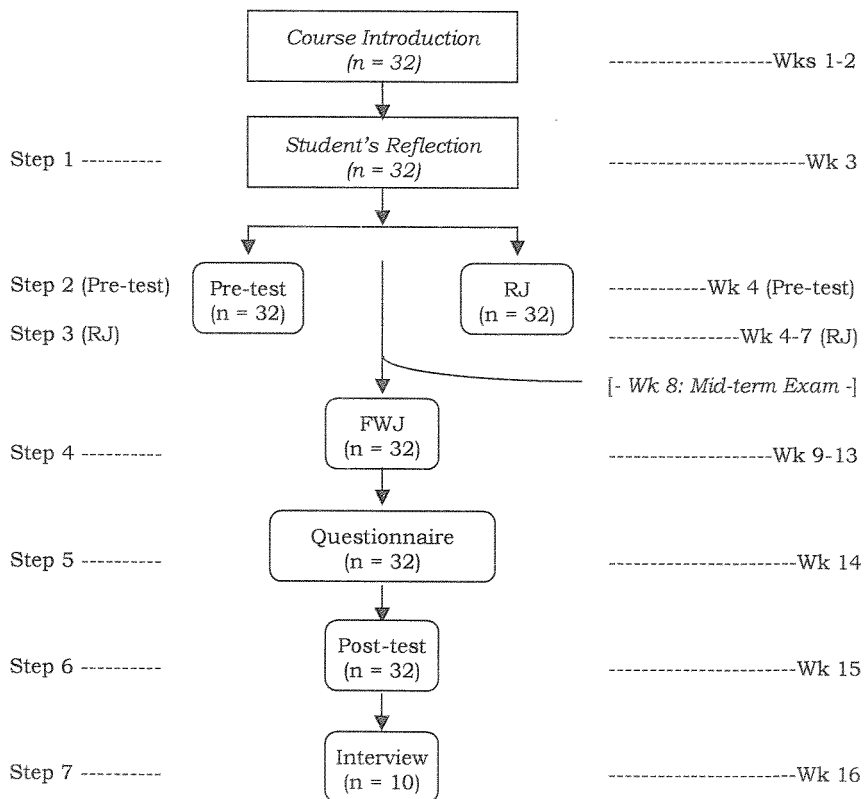 Course Introduction
(n = 32)
---------------------Wks 1-2
Student's Reflection
(n = 32)
Step 1 ----------
-------------------------Wk 3
Pre-test
(n = 32)
RJ
(n = 32)
Step 2 (Pre-test)
------------Wk 4 (Pre-test)
Step 3 (RJ)
----------------Wk 4-7 (RJ)
[- Wk 8: Mid-term Exam -]
FWJ
(n = 32)
Step 4 ----------
---------------------Wk 9-13
Questionnaire
(n = 32)
Step 5 ----------
------------------------Wk 14
Post-test
(n = 32)
Step 6 ----------
------------------------Wk 15
Interview
(n = 10)
Step 7 ----------
------------------------Wk 16